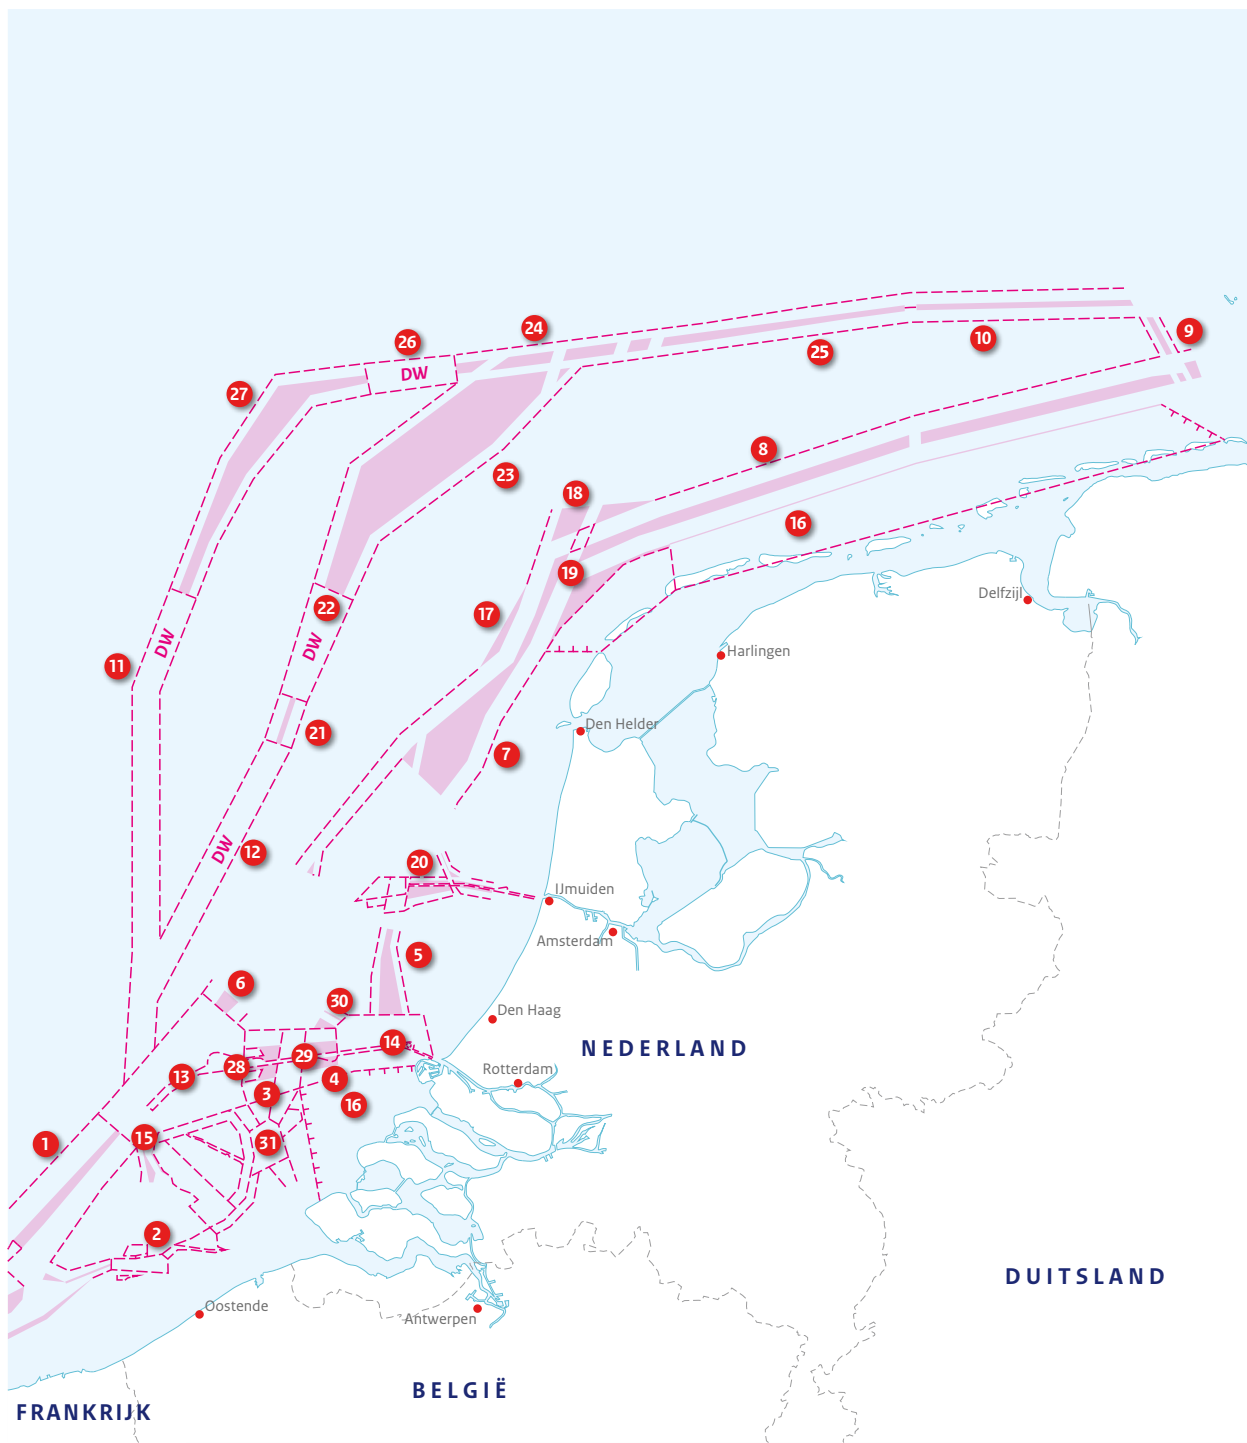 9
24
10
26
25
DW
27
8
23
18
16
19
Delfzijl
22
17
DW
DW
Harlingen
11
Den Helder
21
7
DW
12
20
IJmuiden
Amsterdam
5
6
30
Den Haag
14
NEDERLAND
29
28
Rotterdam
13
4
3
16
15
31
1
2
DUITSLAND
Oostende
Antwerpen
BELGIË
FRANKRIJK